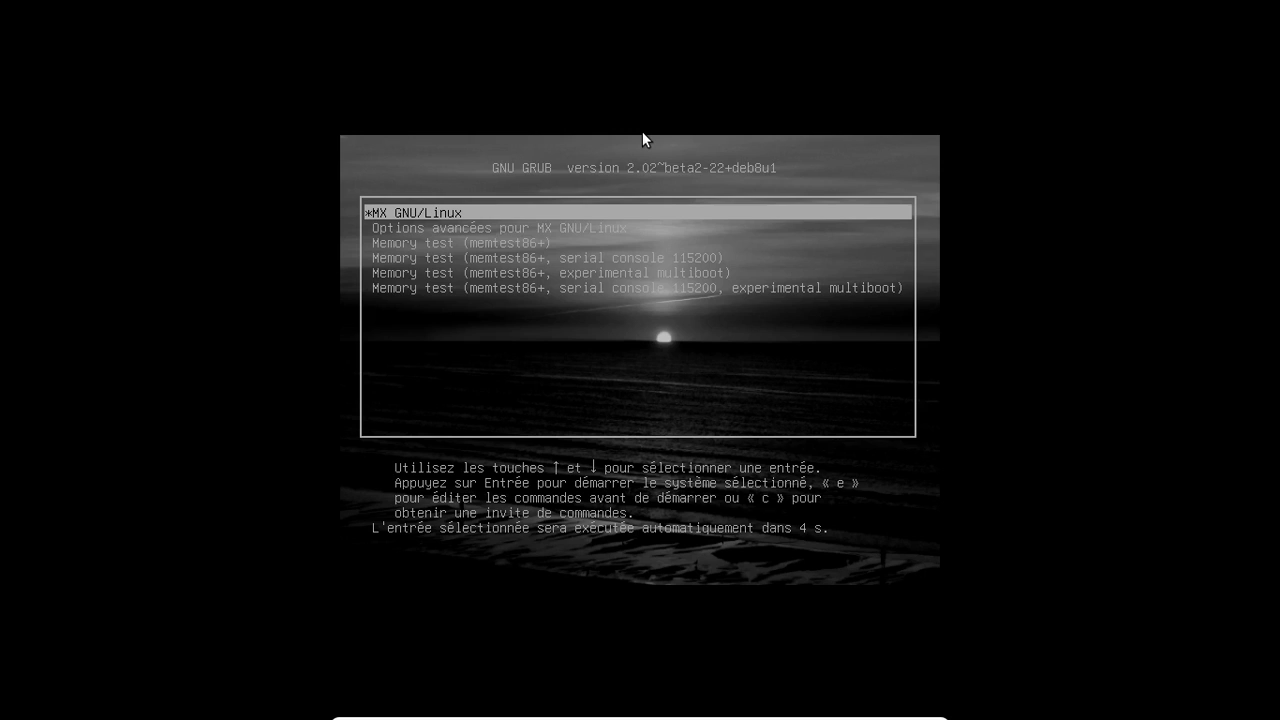 GNU GRUB  version 2.02~beta2-22+deb8u1
*MX GNU/Linux
Options avancées pour MX GNU/Linux
Memory test (memtest86+)
Memory test (memtest86+, serial console 115200)
Memory test (memtest86+, experimental multiboot)
Memory test (memtest86+, serial console 115200, experimental multiboot)
Utilisez les touches ↑ et ↓ pour sélectionner une entrée.
Appuyez sur Entrée pour démarrer le système sélectionné, « e »
pour éditer les commandes avant de démarrer ou « c » pour
obtenir une invite de commandes.
L'entrée sélectionnée sera exécutée automatiquement dans 4 s.